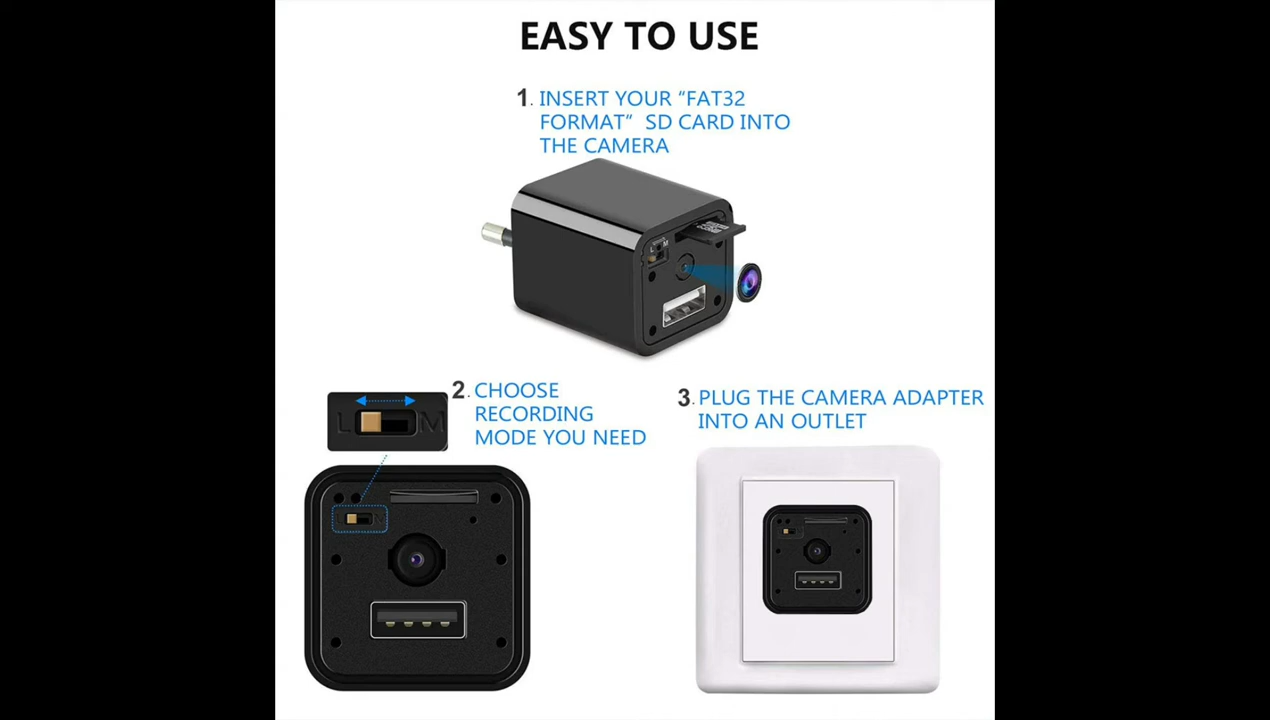 EASY TO USE
1. INSERT YOUR “FAT32
FORMAT” SD CARD INTO
THE CAMERA
L M
2. CHOOSE
RECORDING
MODE YOU NEED
L M
3. PLUG THE CAMERA ADAPTER
INTO AN OUTLET